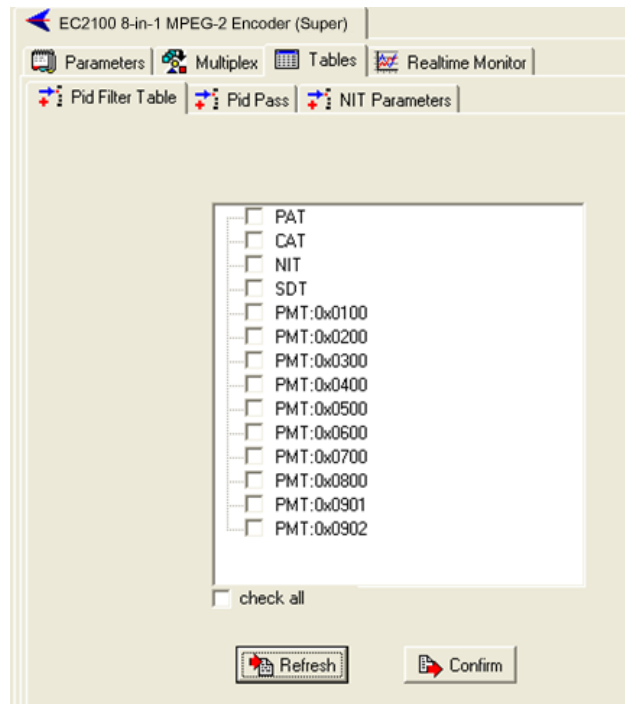 EC2100 8-in-1 MPEG-2 Encoder (Super)
Parameters Multiplex Tables Realtime Monitor
Pid Filter Table Pid Pass NIT Parameters
PAT
CAT
NIT
SDT
PMT:0x0100
PMT:0x0200
PMT:0x0300
PMT:0x0400
PMT:0x0500
PMT:0x0600
PMT:0x0700
PMT:0x0800
PMT:0x0901
PMT:0x0902
check all
Refresh Confirm